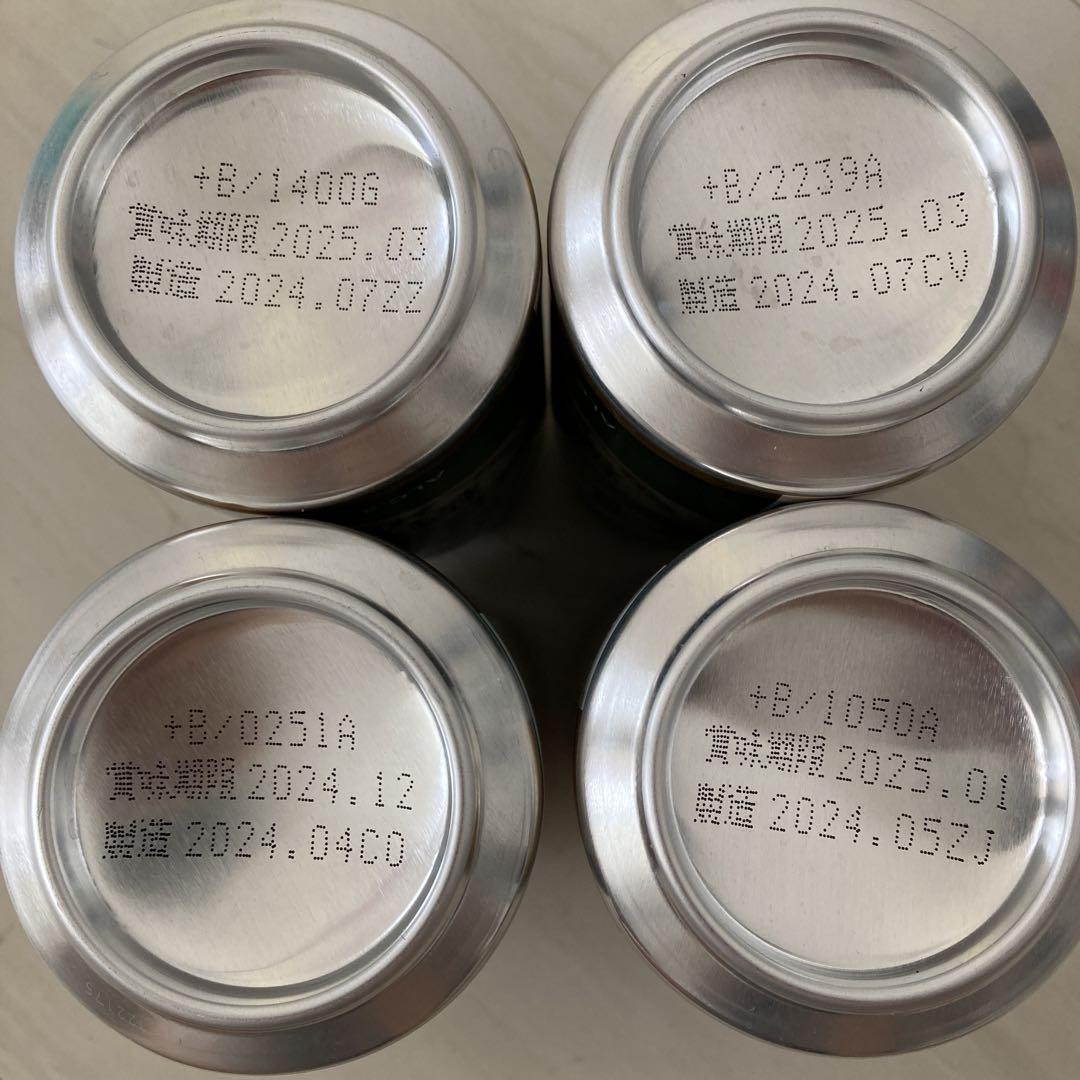 +B/1400G
賞味期限 2025.03
製造 2024.07ZZ
+B/2239A
賞味期限 2025.03
製造 2024.07CV
+B/0251A
賞味期限 2024.12
製造 2024.04CO
+B/1050A
賞味期限 2025.01
製造 2024.05ZJ